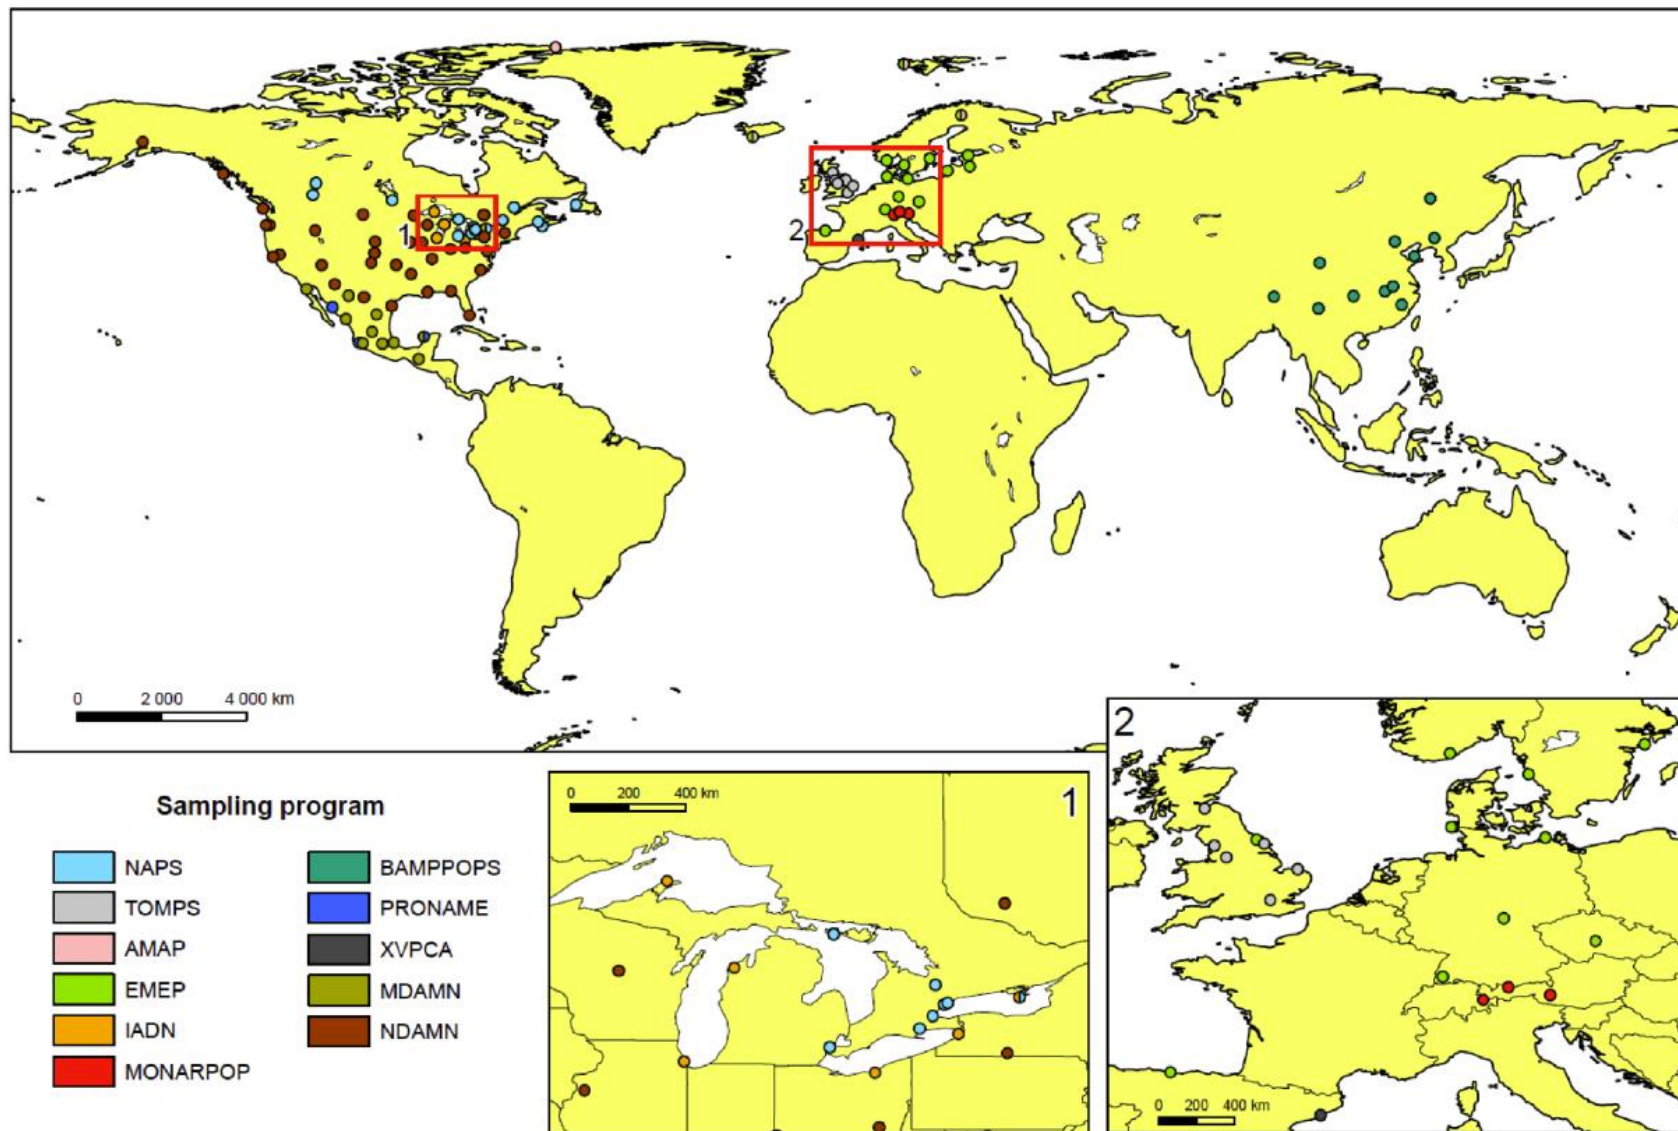 1
2
0 2 000 4 000 km
2
Sampling program
NAPS
TOMPS
AMAP
EMEP
IADN
MONARPOP
BAMPPOPS
PRONAME
XVPCA
MDAMN
NDAMN
0 200 400 km
1
0 200 400 km